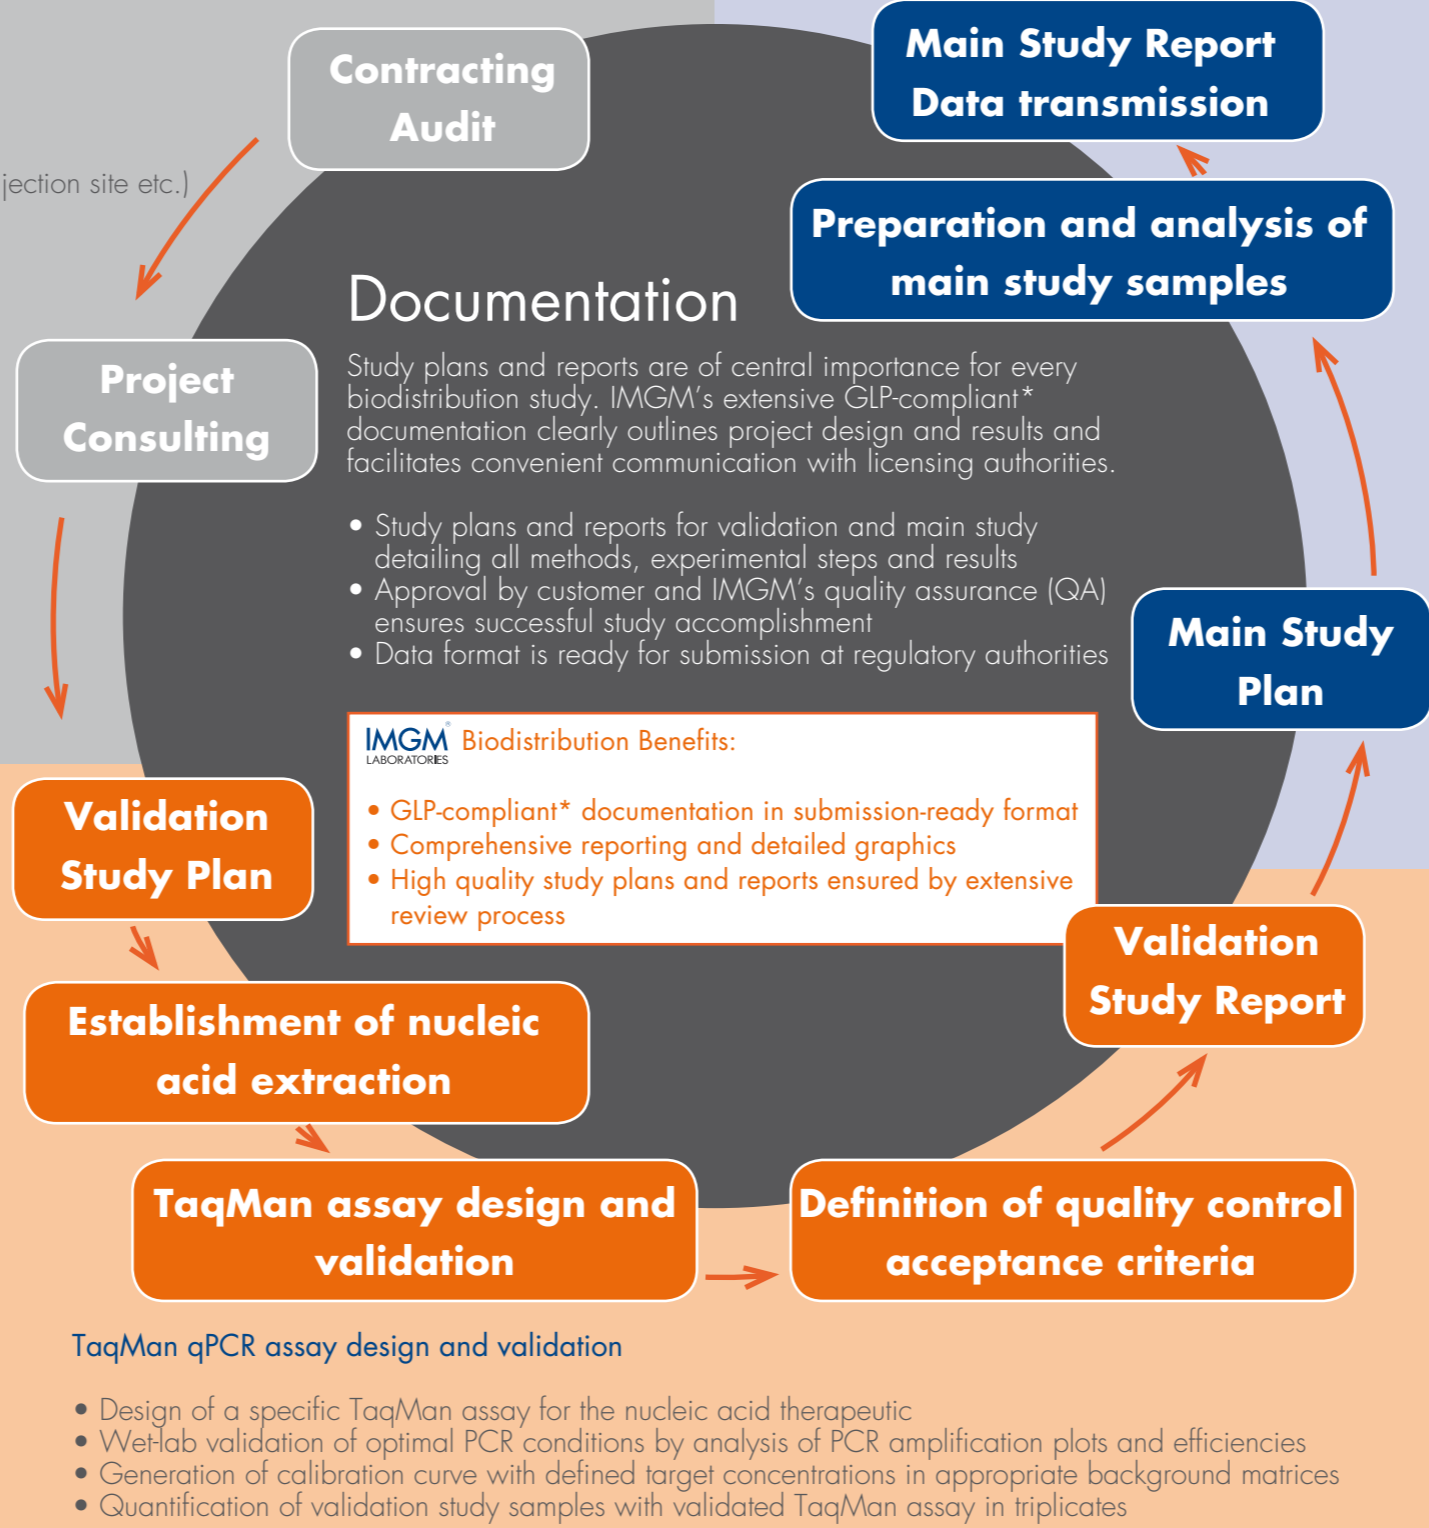 Contracting
Audit
Main Study Report
Data transmission
jection site etc.)
Preparation and analysis of
main study samples
Documentation
Study plans and reports are of central importance for every
biodistribution study. IMGM’s extensive GLP-compliant*
documentation clearly outlines project design and results and
facilitates convenient communication with licensing authorities.
Project
Consulting
• Study plans and reports for validation and main study
detailing all methods, experimental steps and results
• Approval by customer and IMGM’s quality assurance (QA)
ensures successful study accomplishment
• Data format is ready for submission at regulatory authorities
Main Study
Plan
IMGM® LABORATORIES Biodistribution Benefits:
• GLP-compliant* documentation in submission-ready format
• Comprehensive reporting and detailed graphics
• High quality study plans and reports ensured by extensive
review process
Validation
Study Plan
Validation
Study Report
Establishment of nucleic
acid extraction
TaqMan assay design and
validation
Definition of quality control
acceptance criteria
TaqMan qPCR assay design and validation
• Design of a specific TaqMan assay for the nucleic acid therapeutic
• Wet-lab validation of optimal PCR conditions by analysis of PCR amplification plots and efficiencies
• Generation of calibration curve with defined target concentrations in appropriate background matrices
• Quantification of validation study samples with validated TaqMan assay in triplicates